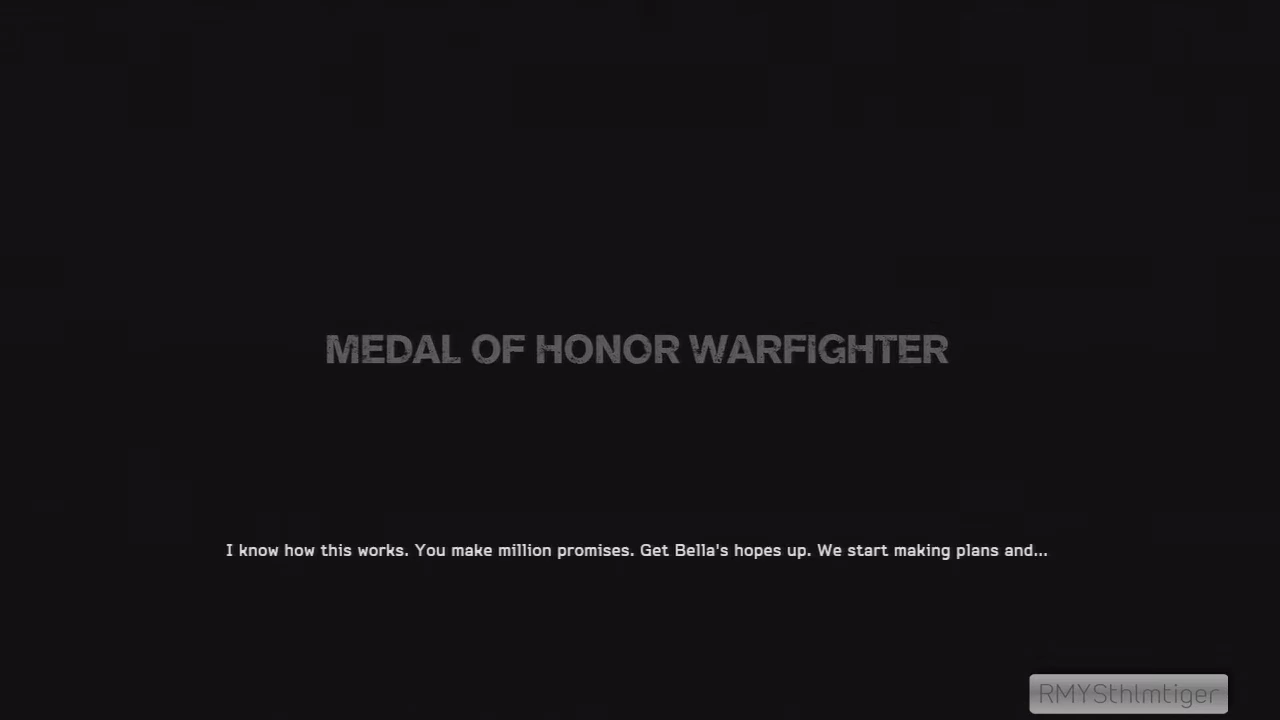 MEDAL OF HONOR WARFIGHTER
I know how this works. You make million promises. Get Bella's hopes up. We start making plans and...
RMYSthlmtiger